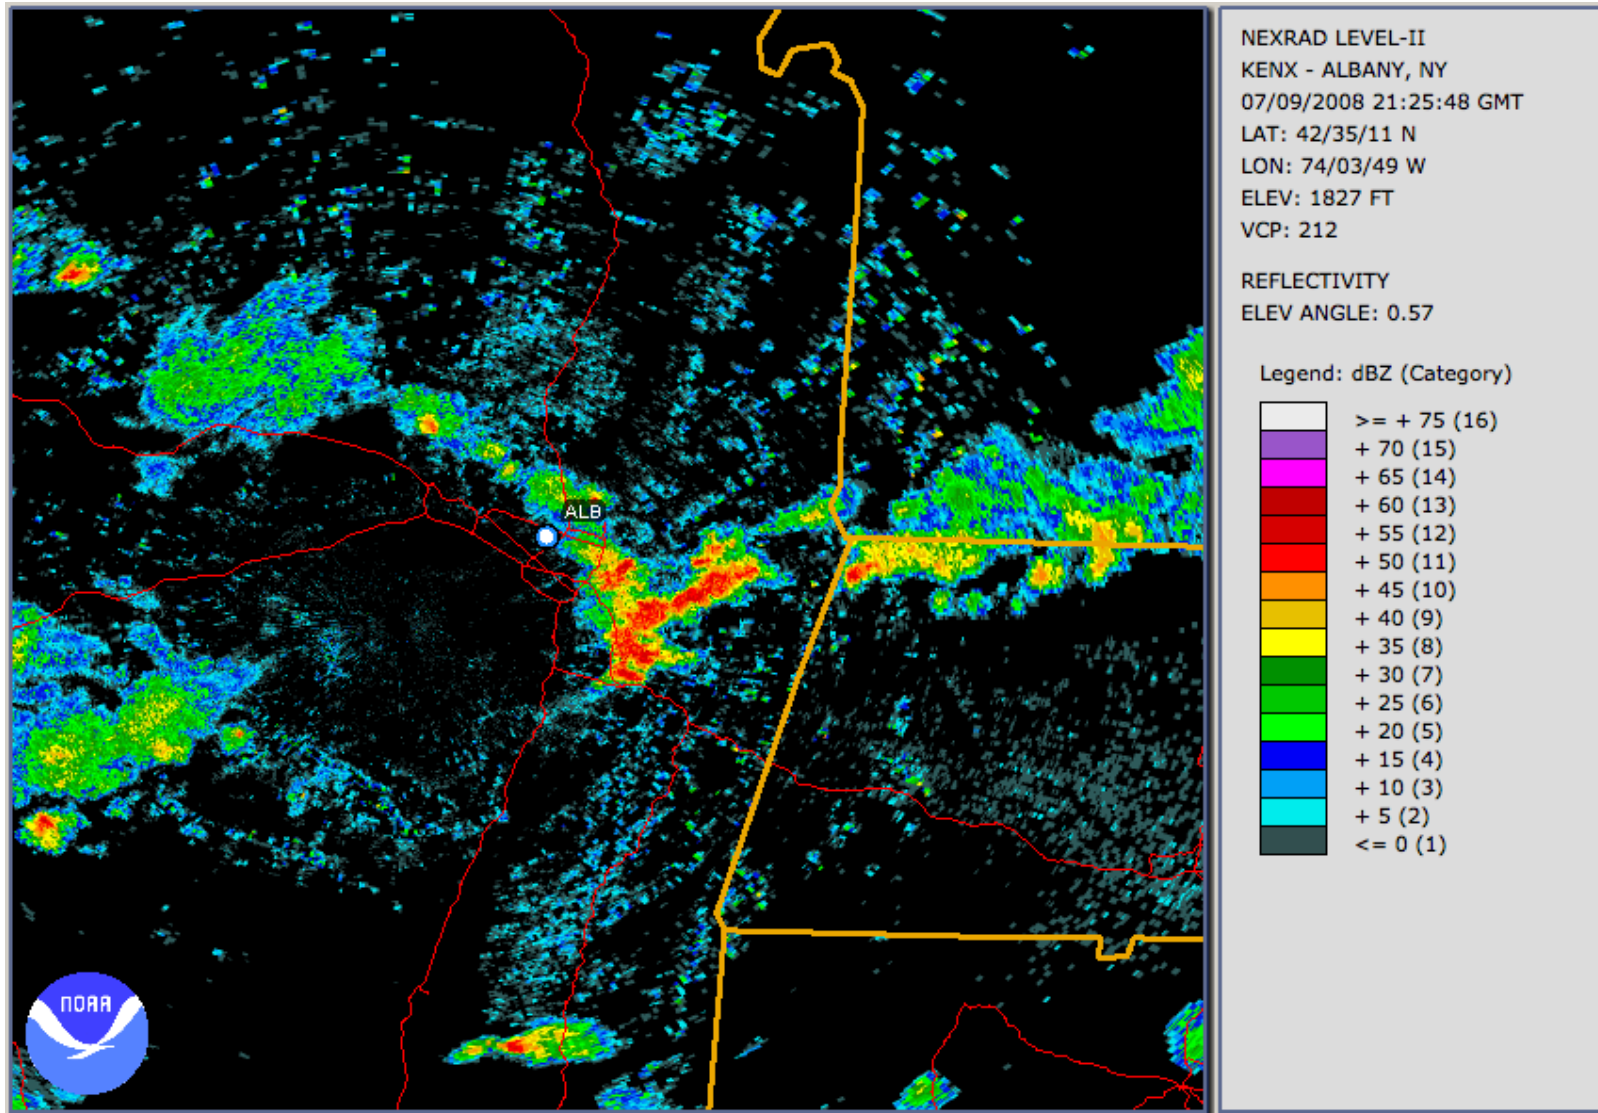 NEXRAD LEVEL-II
KENX - ALBANY, NY
07/09/2008 21:25:48 GMT
LAT: 42/35/11 N
LON: 74/03/49 W
ELEV: 1827 FT
VCP: 212
REFLECTIVITY
ELEV ANGLE: 0.57
Legend: dBZ (Category)
>= + 75 (16)
+ 70 (15)
+ 65 (14)
+ 60 (13)
+ 55 (12)
+ 50 (11)
+ 45 (10)
+ 40 (9)
+ 35 (8)
+ 30 (7)
+ 25 (6)
+ 20 (5)
+ 15 (4)
+ 10 (3)
+ 5 (2)
<= 0 (1)
ALB
NOAA